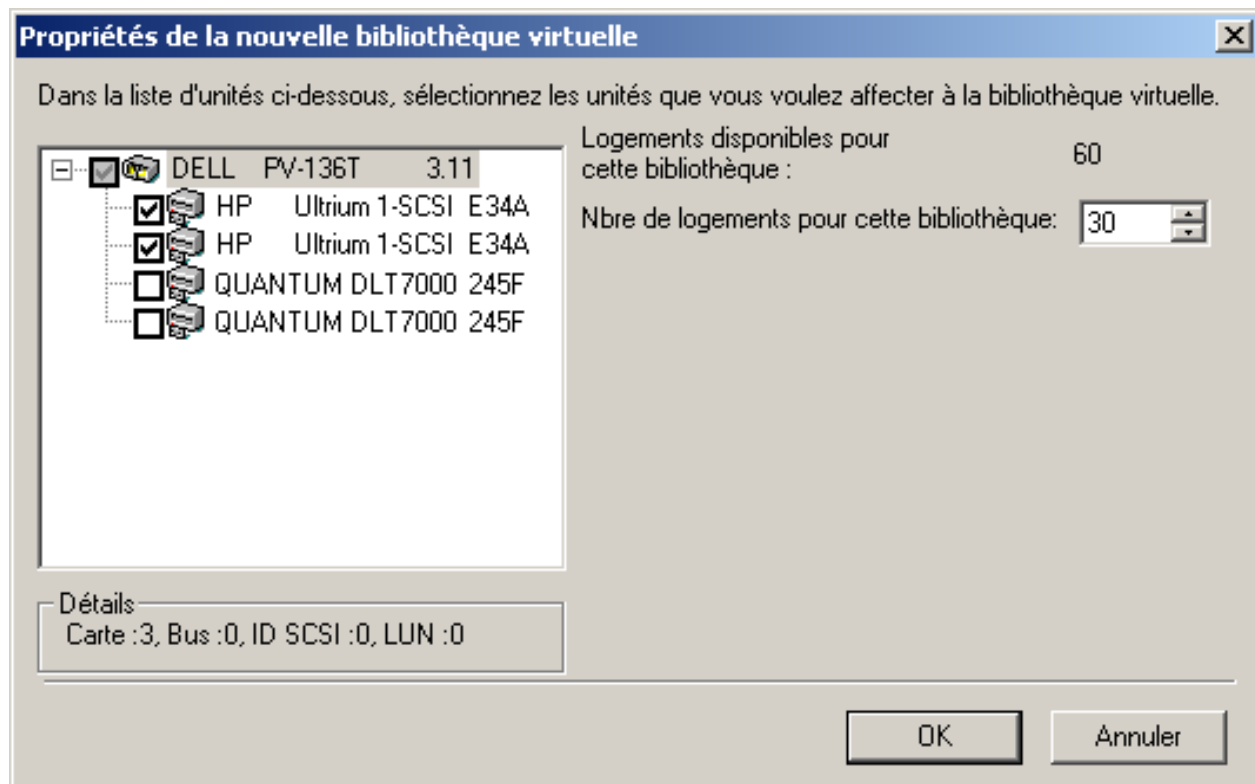 Propriétés de la nouvelle bibliothèque virtuelle
Dans la liste d'unités ci-dessous, sélectionnez les unités que vous voulez affecter à la bibliothèque virtuelle.
DELL PV-136T 3.11
HP Ultrium 1-SCSI E34A
HP Ultrium 1-SCSI E34A
QUANTUM DLT7000 245F
QUANTUM DLT7000 245F
Logements disponibles pour
cette bibliothèque : 60
Nbre de logements pour cette bibliothèque: 30
Détails
Carte :3, Bus :0, ID SCSI :0, LUN :0
OK Annuler